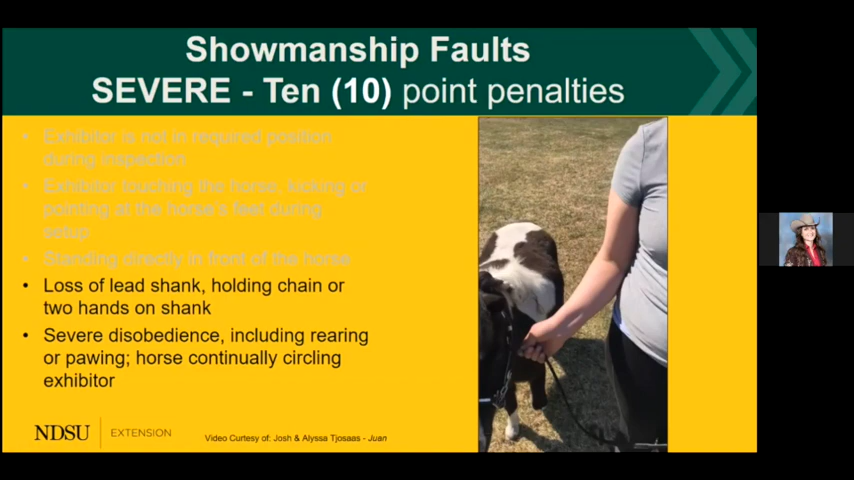 Showmanship Faults
SEVERE - Ten (10) point penalties
• Exhibitor is not in required position
during inspection
• Exhibitor touching the horse, kicking or
pointing at the horse's feet during
setup
• Standing directly in front of the horse
• Loss of lead shank, holding chain or
two hands on shank
• Severe disobedience, including rearing
or pawing; horse continually circling
exhibitor
NDSU EXTENSION
Video Curtesy of: Josh & Alyssa Tjosaas - Juan